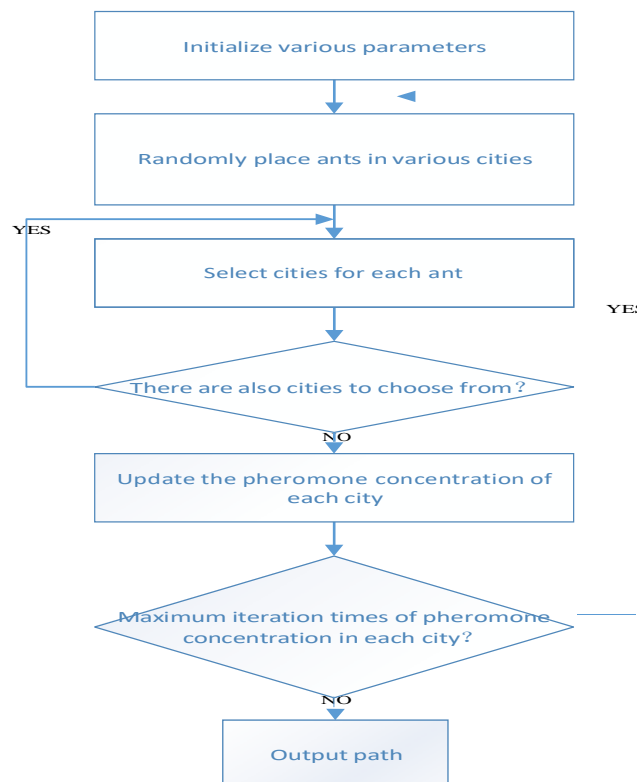 Initialize various parameters
Randomly place ants in various cities
YES
Select cities for each ant
YES
There are also cities to choose from？
NO
Update the pheromone concentration of
each city
Maximum iteration times of pheromone
concentration in each city？
NO
Output path